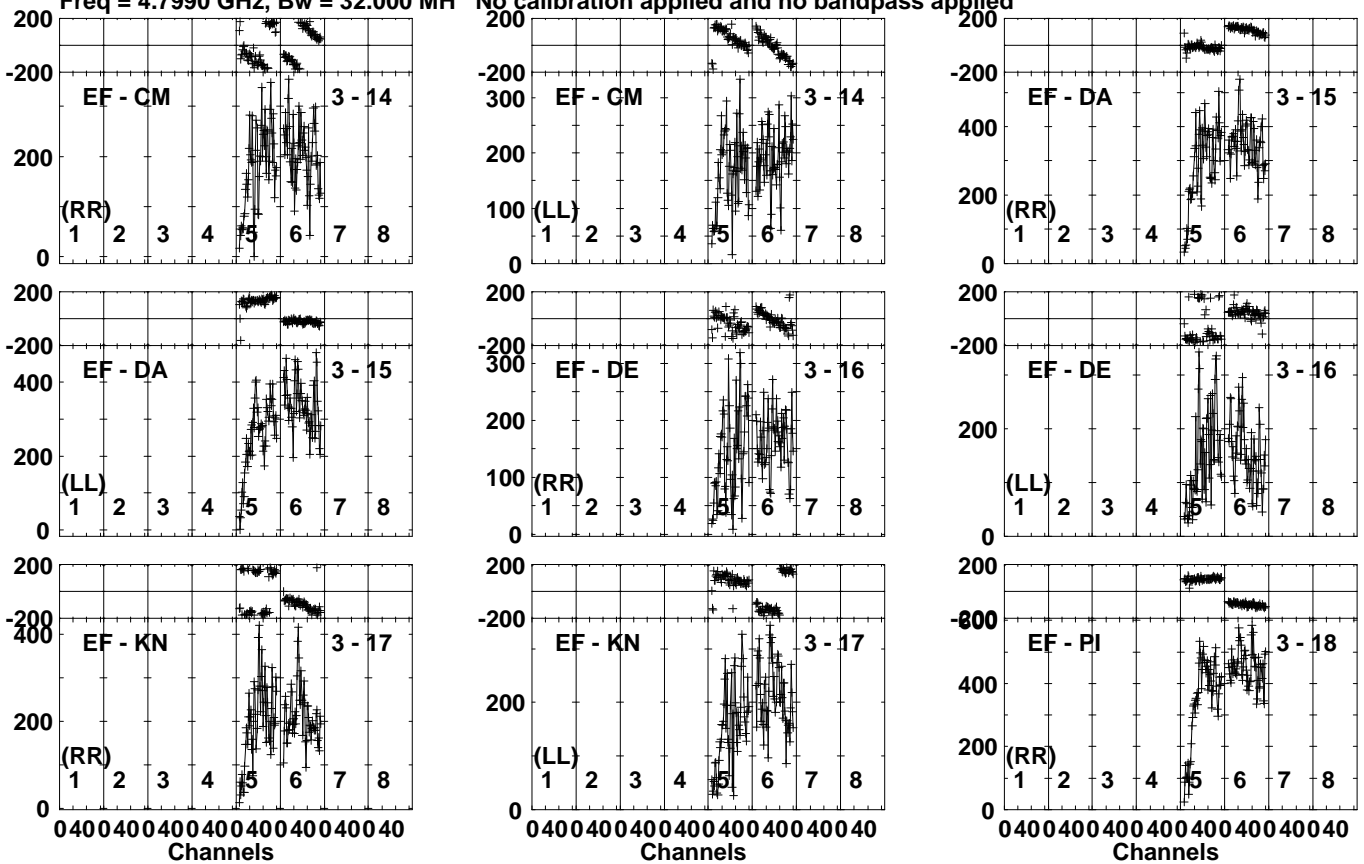 Freq = 4.7990 GHz, Bw = 32.000 MH No calibration applied and no bandpass applied
200
-200
EF - CM 3 - 14
200
(RR)
1 2 3 4 5 6 7 8
0
200
-200
EF - CM 3 - 14
300
200
100
(LL)
1 2 3 4 5 6 7 8
0
200
-200
EF - DA 3 - 15
400
200
(RR)
1 2 3 4 5 6 7 8
0
200
-200
EF - DA 3 - 15
400
200
(LL)
1 2 3 4 5 6 7 8
0
200
-200
300
EF - DE 3 - 16
200
100
(RR)
1 2 3 4 5 6 7 8
0
200
-200
EF - DE 3 - 16
200
(LL)
1 2 3 4 5 6 7 8
0
200
-200
400
EF - KN 3 - 17
200
(RR)
1 2 3 4 5 6 7 8
0
0 40 0 40 0 40 0 40 0 40 0 40 0 40 0 40
Channels
200
-200
EF - KN 3 - 17
200
(LL)
1 2 3 4 5 6 7 8
0
0 40 0 40 0 40 0 40 0 40 0 40 0 40 0 40
Channels
200
-200
600
EF - PI 3 - 18
400
200
(RR)
1 2 3 4 5 6 7 8
0
0 40 0 40 0 40 0 40 0 40 0 40 0 40 0 40
Channels